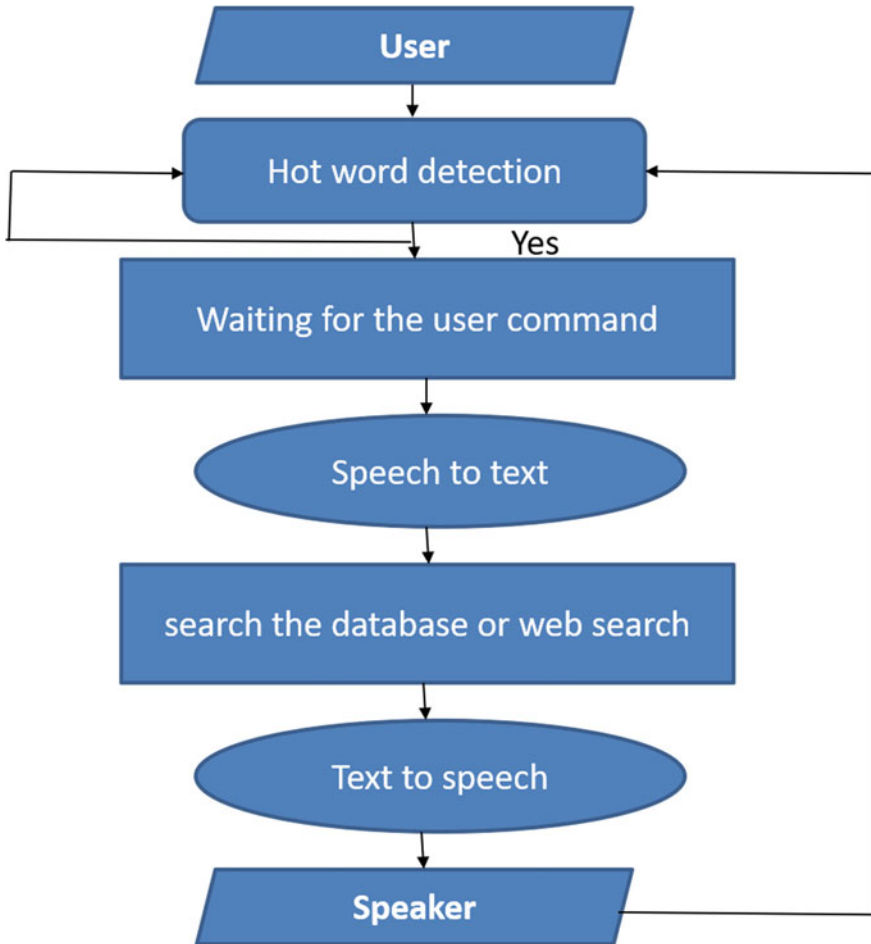 User
Hot word detection
Yes
Waiting for the user command
Speech to text
search the database or web search
Text to speech
Speaker